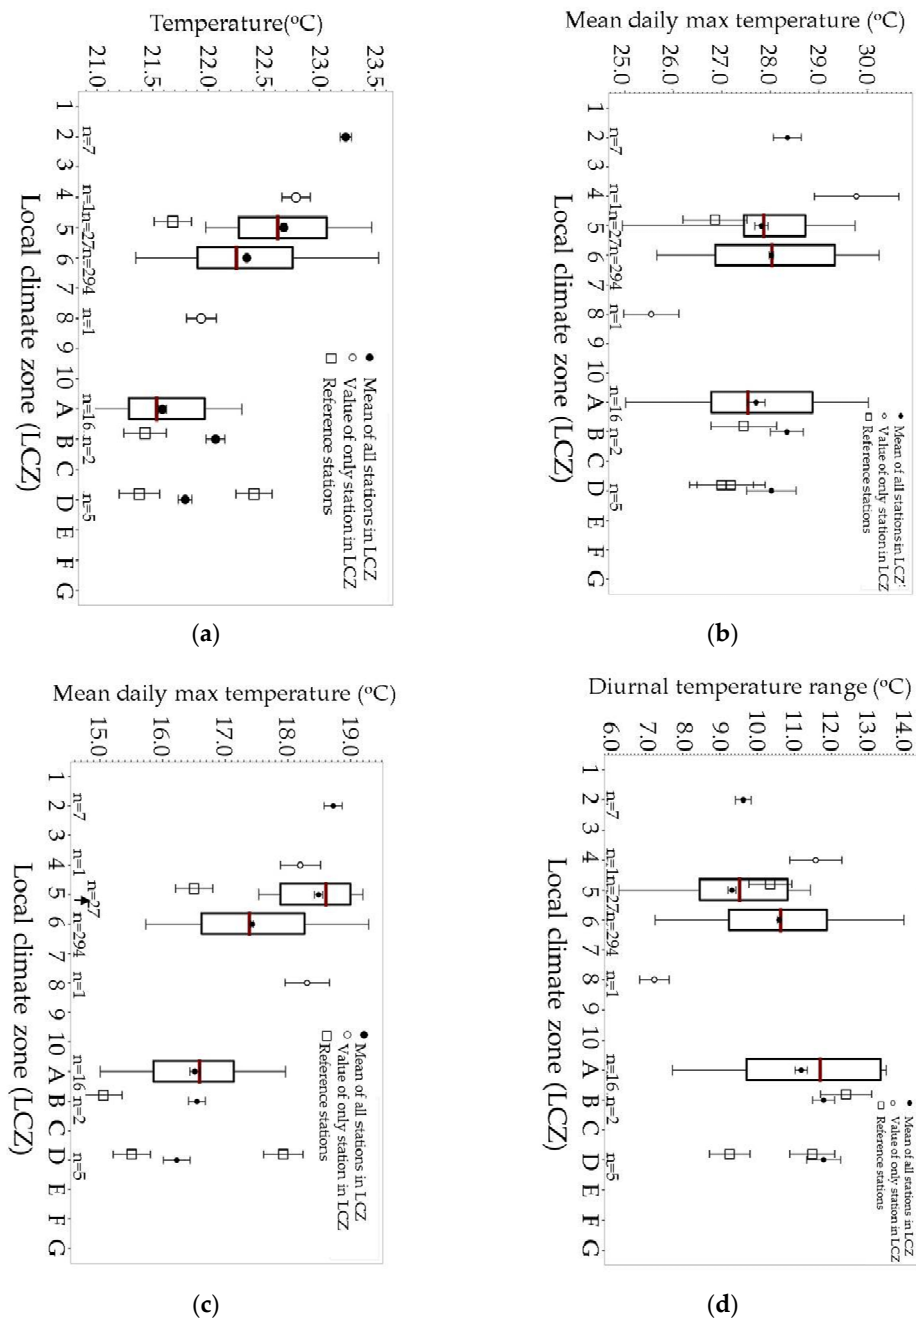 Temperature(ºC)
21.0
21.5
22.0
22.5
23.0
23.5
1
2
3
4
5
6
7
8
9
10
A
B
C
D
E
F
G
n=7
n=1
n=27
n=294
n=1
n=16
n=2
n=5
Local climate zone (LCZ)
Mean of all stations in LCZ
Value of only station in LCZ
Reference stations
(a)
Mean daily max temperature (ºC)
25.0
26.0
27.0
28.0
29.0
30.0
1
2
3
4
5
6
7
8
9
10
A
B
C
D
E
F
G
n=7
n=1
n=27
n=294
n=1
n=16
n=2
n=5
Local climate zone (LCZ)
Mean of all stations in LCZ
Value of only station in LCZ
Reference stations
(b)
Mean daily max temperature (ºC)
15.0
16.0
17.0
18.0
19.0
1
2
3
4
5
6
7
8
9
10
A
B
C
D
E
F
G
n=7
n=1
n=27
n=294
n=1
n=16
n=2
n=5
Local climate zone (LCZ)
Mean of all stations in LCZ
Value of only station in LCZ
Reference stations
(c)
Diurnal temperature range (ºC)
6.0
7.0
8.0
9.0
10.0
11.0
12.0
13.0
14.0
1
2
3
4
5
6
7
8
9
10
A
B
C
D
E
F
G
n=7
n=1
n=27
n=294
n=1
n=16
n=2
n=5
Local climate zone (LCZ)
Mean of all stations in LCZ
Value of only station in LCZ
Reference stations
(d)